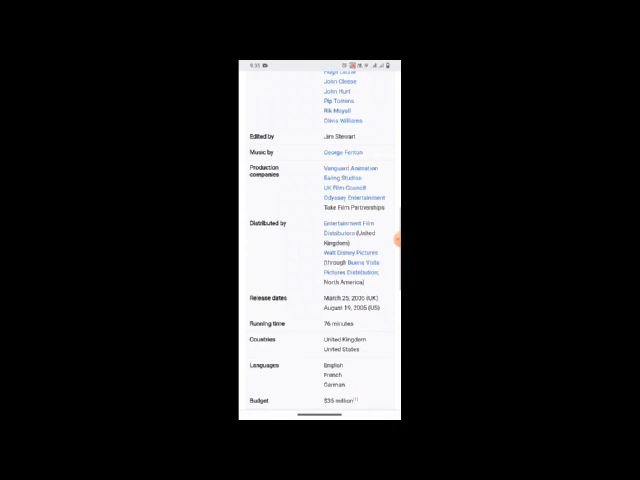 9:35
Hugh Laurie
John Cleese
John Hurt
Pip Torrens
Rik Mayall
Olivia Williams
Edited by Jim Stewart
Music by George Fenton
Production Vanguard Animation
companies Ealing Studios
UK Film Council
Odyssey Entertainment
Take Film Partnerships
Distributed by Entertainment Film
Distributors (United
Kingdom)
Walt Disney Pictures
(through Buena Vista
Pictures Distribution;
North America)
Release dates March 25, 2005 (UK)
August 19, 2005 (US)
Running time 76 minutes
Countries United Kingdom
United States
Languages English
French
German
Budget $35 million[1]